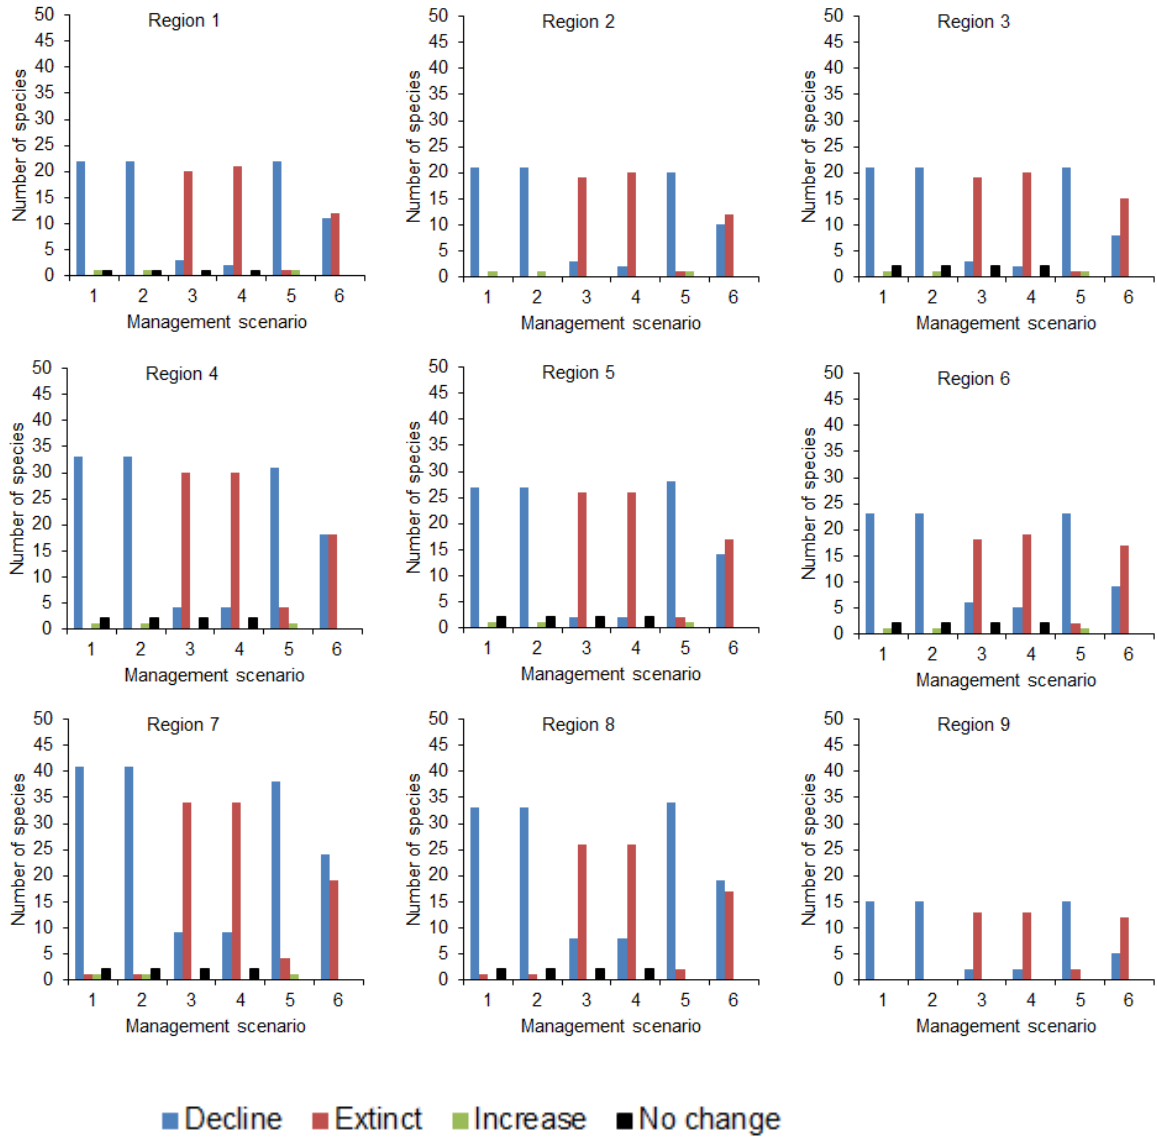 Region 1
Number of species
50
45
40
35
30
25
20
15
10
5
0
1 2 3 4 5 6
Management scenario
Region 2
Number of species
50
45
40
35
30
25
20
15
10
5
0
1 2 3 4 5 6
Management scenario
Region 3
Number of species
50
45
40
35
30
25
20
15
10
5
0
1 2 3 4 5 6
Management scenario
Region 4
Number of species
50
45
40
35
30
25
20
15
10
5
0
1 2 3 4 5 6
Management scenario
Region 5
Number of species
50
45
40
35
30
25
20
15
10
5
0
1 2 3 4 5 6
Management scenario
Region 6
Number of species
50
45
40
35
30
25
20
15
10
5
0
1 2 3 4 5 6
Management scenario
Region 7
Number of species
50
45
40
35
30
25
20
15
10
5
0
1 2 3 4 5 6
Management scenario
Region 8
Number of species
50
45
40
35
30
25
20
15
10
5
0
1 2 3 4 5 6
Management scenario
Region 9
Number of species
50
45
40
35
30
25
20
15
10
5
0
1 2 3 4 5 6
Management scenario
Decline Extinct Increase No change